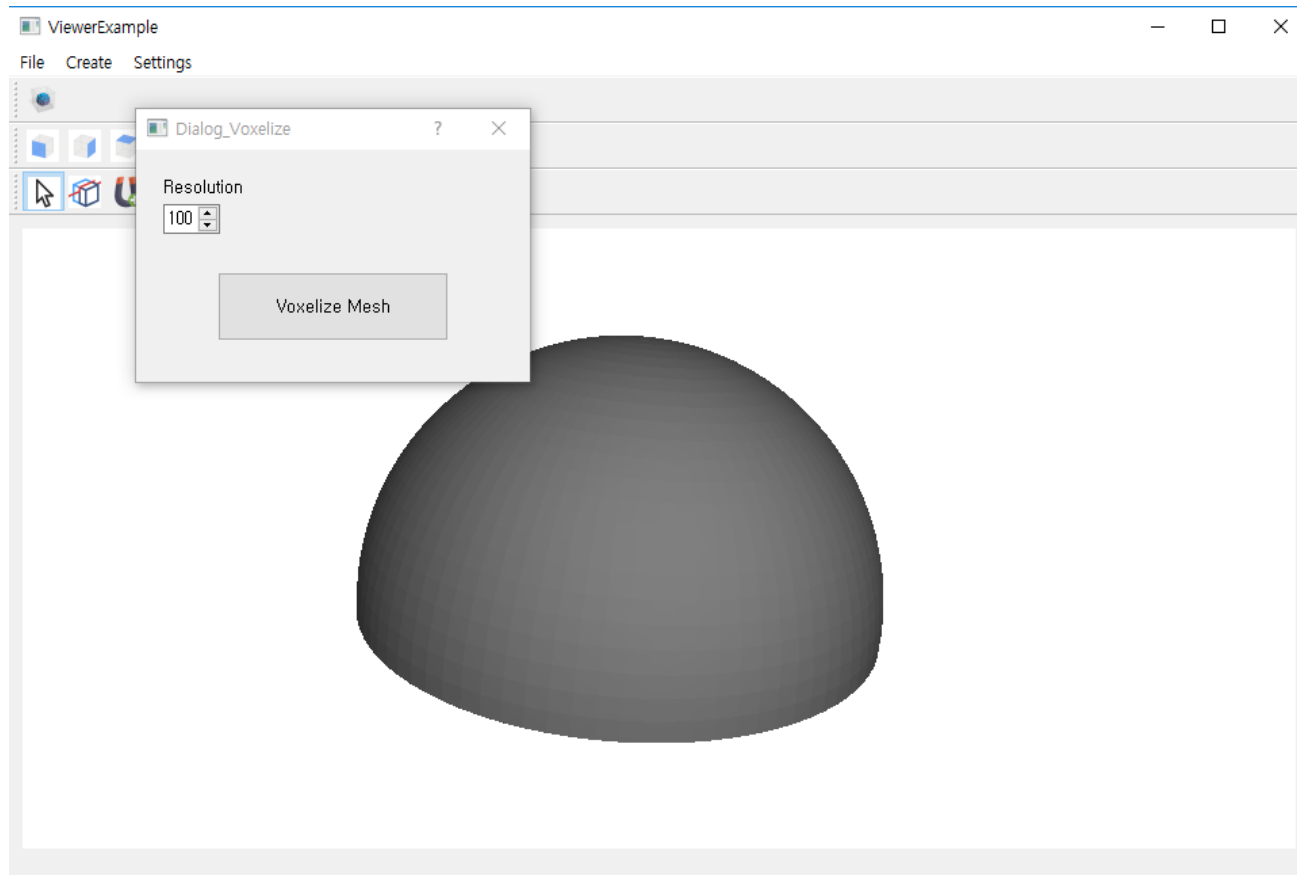 ViewerExample
File Create Settings
Dialog_Voxelize
?
Resolution
100
Voxelize Mesh